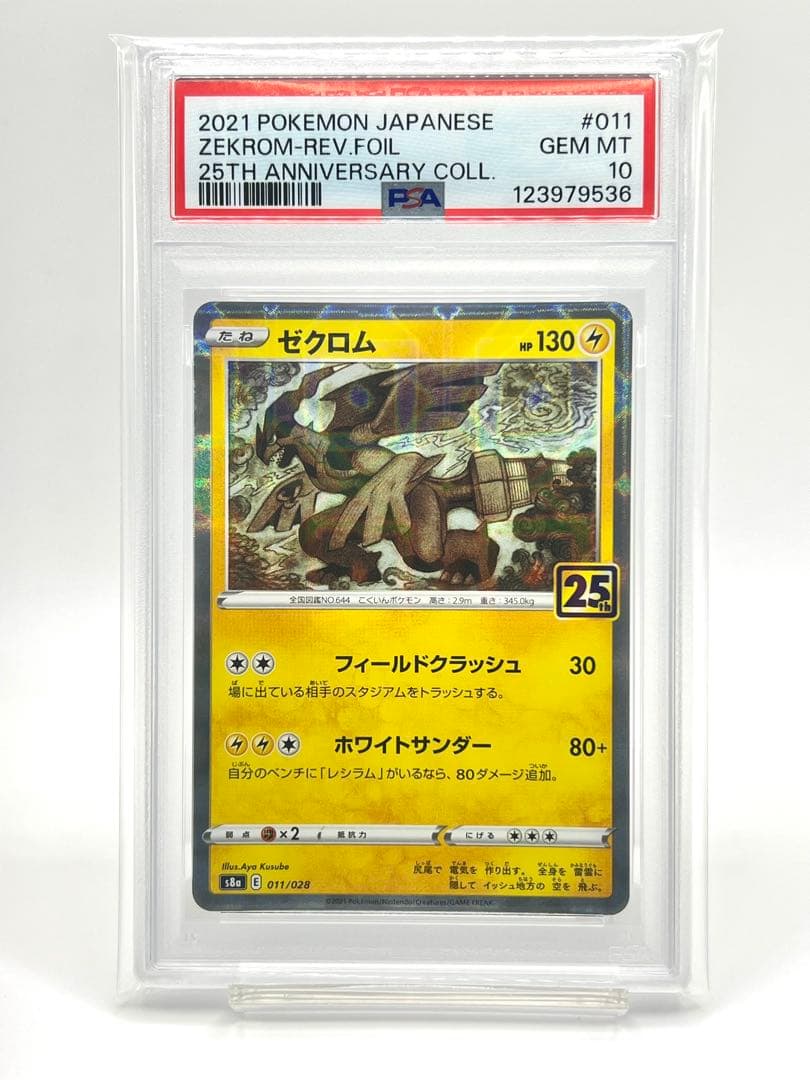 2021 POKEMON JAPANESE #011
ZEKROM-REV.FOIL GEM MT
25TH ANNIVERSARY COLL. 10
PSA 123979536
たね ゼクロム HP 130
全国図鑑NO.644 こくいんポケモン 高さ:2.9m 重さ:345.0kg
25th
フィールドクラッシュ 30
場に出ている相手のスタジアムをトラッシュする。
ホワイトサンダー 80+
自分のベンチに「レシラム」がいるなら、80ダメージ追加。
弱点 ×2 抵抗力 にげる
Illus.Aya Kusube
尻尾で 電気を 作り出す。 全身を 雷雲に
隠して イッシュ地方の 空を 飛ぶ。
s8a E 011/028
©2021 Pokémon/Nintendo/Creatures/GAME FREAK.